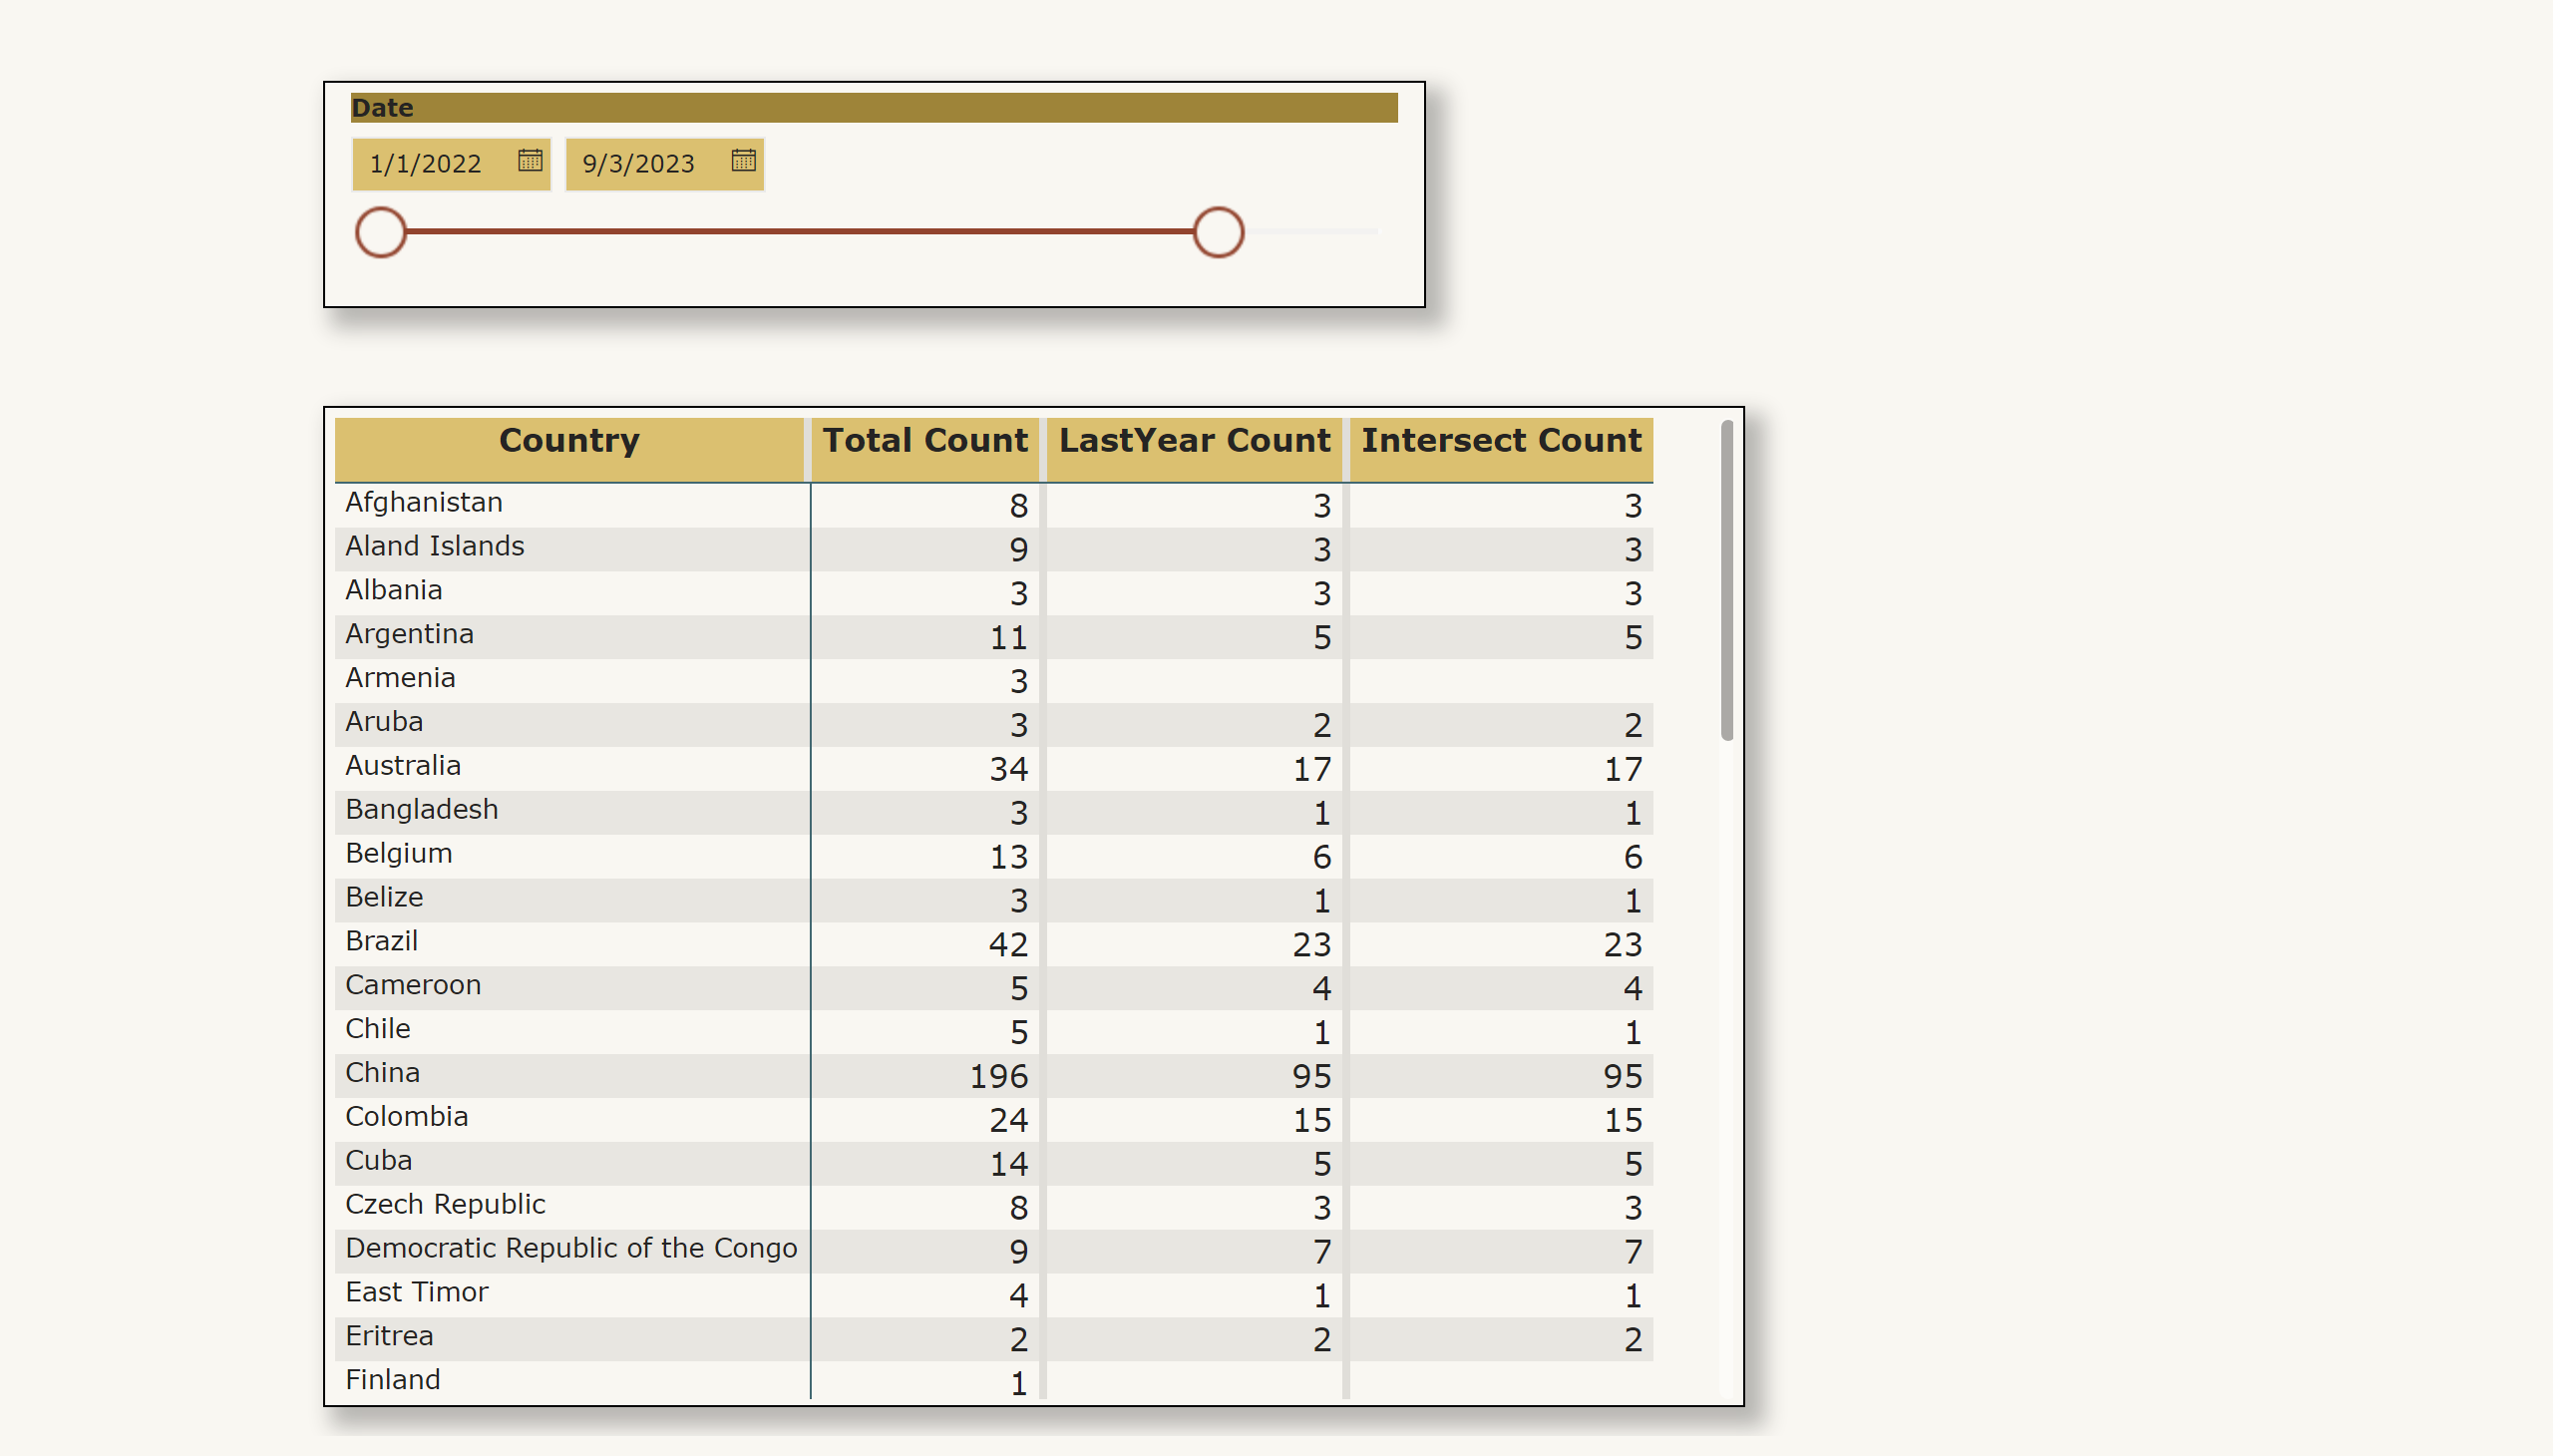 Date
1/1/2022 9/3/2023
Country Total Count LastYear Count Intersect Count
Afghanistan 8 3 3
Aland Islands 9 3 3
Albania 3 3 3
Argentina 11 5 5
Armenia 3
Aruba 3 2 2
Australia 34 17 17
Bangladesh 3 1 1
Belgium 13 6 6
Belize 3 1 1
Brazil 42 23 23
Cameroon 5 4 4
Chile 5 1 1
China 196 95 95
Colombia 24 15 15
Cuba 14 5 5
Czech Republic 8 3 3
Democratic Republic of the Congo 9 7 7
East Timor 4 1 1
Eritrea 2 2 2
Finland 1